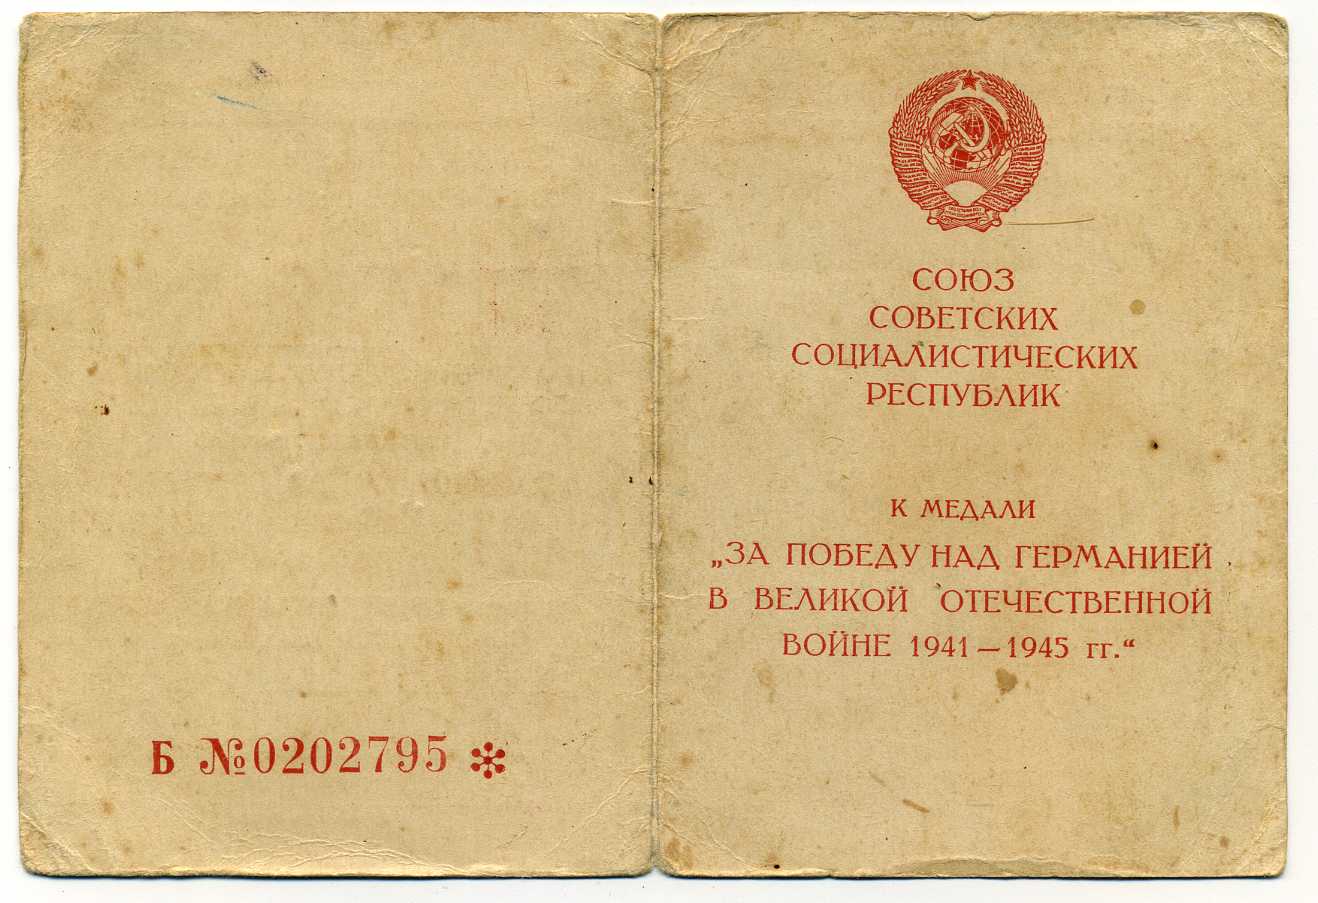 Б №0202795
СОЮЗ
СОВЕТСКИХ
СОЦИАЛИСТИЧЕСКИХ
РЕСПУБЛИК
К МЕДАЛИ
„ЗА ПОБЕДУ НАД ГЕРМАНИЕЙ
В ВЕЛИКОЙ ОТЕЧЕСТВЕННОЙ
ВОЙНЕ 1941—1945 гг.“